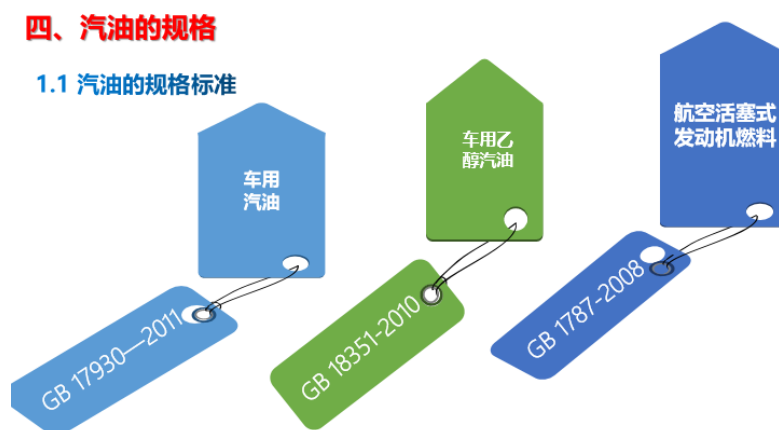 四、汽油的规格
1.1 汽油的规格标准
车用
汽油
GB 17930—2011
车用乙
醇汽油
GB 18351-2010
航空活塞式
发动机燃料
GB 1787-2008